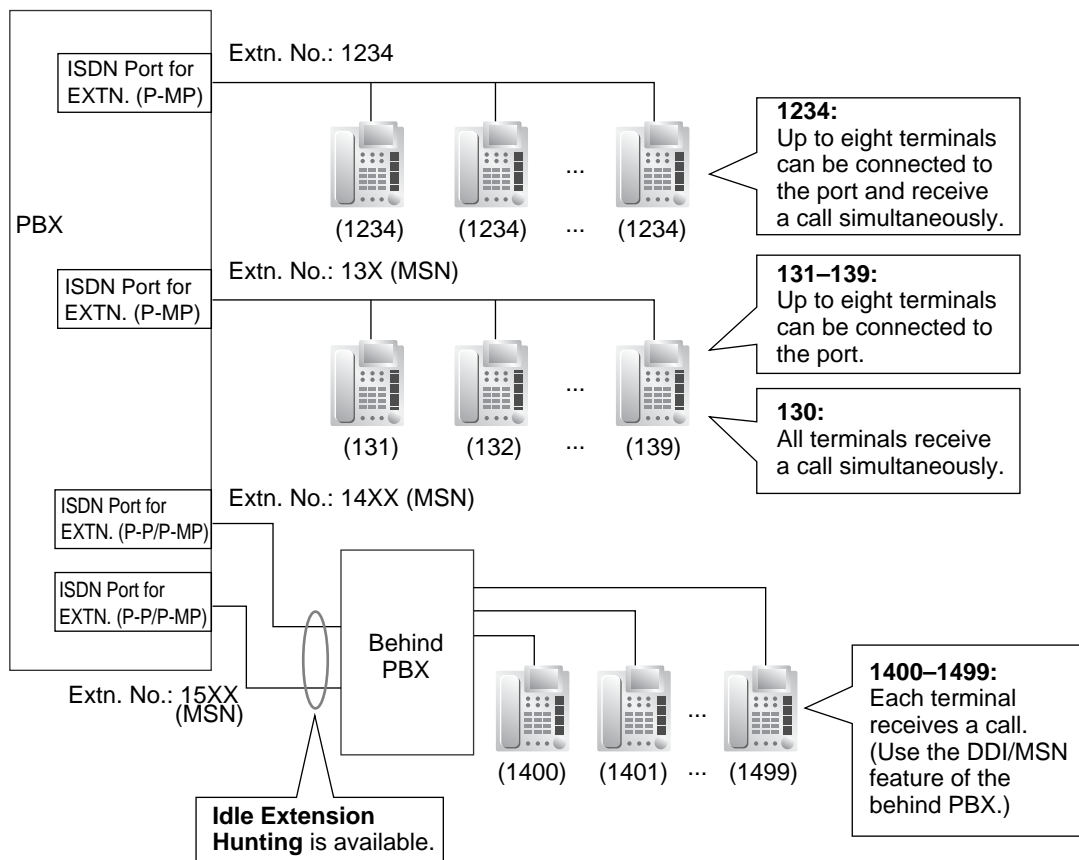 Extn. No.: 1234
ISDN Port for
EXTN. (P-MP)
1234:
Up to eight terminals
can be connected to
the port and receive
a call simultaneously.
...
PBX
(1234) (1234) ... (1234)
Extn. No.: 13X (MSN)
ISDN Port for
EXTN. (P-MP)
131–139:
Up to eight terminals
can be connected to
the port.
...
130:
All terminals receive
a call simultaneously.
(131) (132) ... (139)
Extn. No.: 14XX (MSN)
ISDN Port for
EXTN. (P-P/P-MP)
ISDN Port for
EXTN. (P-P/P-MP)
Behind
PBX
Extn. No.: 15XX
(MSN)
1400–1499:
Each terminal
receives a call.
(Use the DDI/MSN
feature of the
behind PBX.)
...
(1400) (1401) ... (1499)
Idle Extension
Hunting is available.